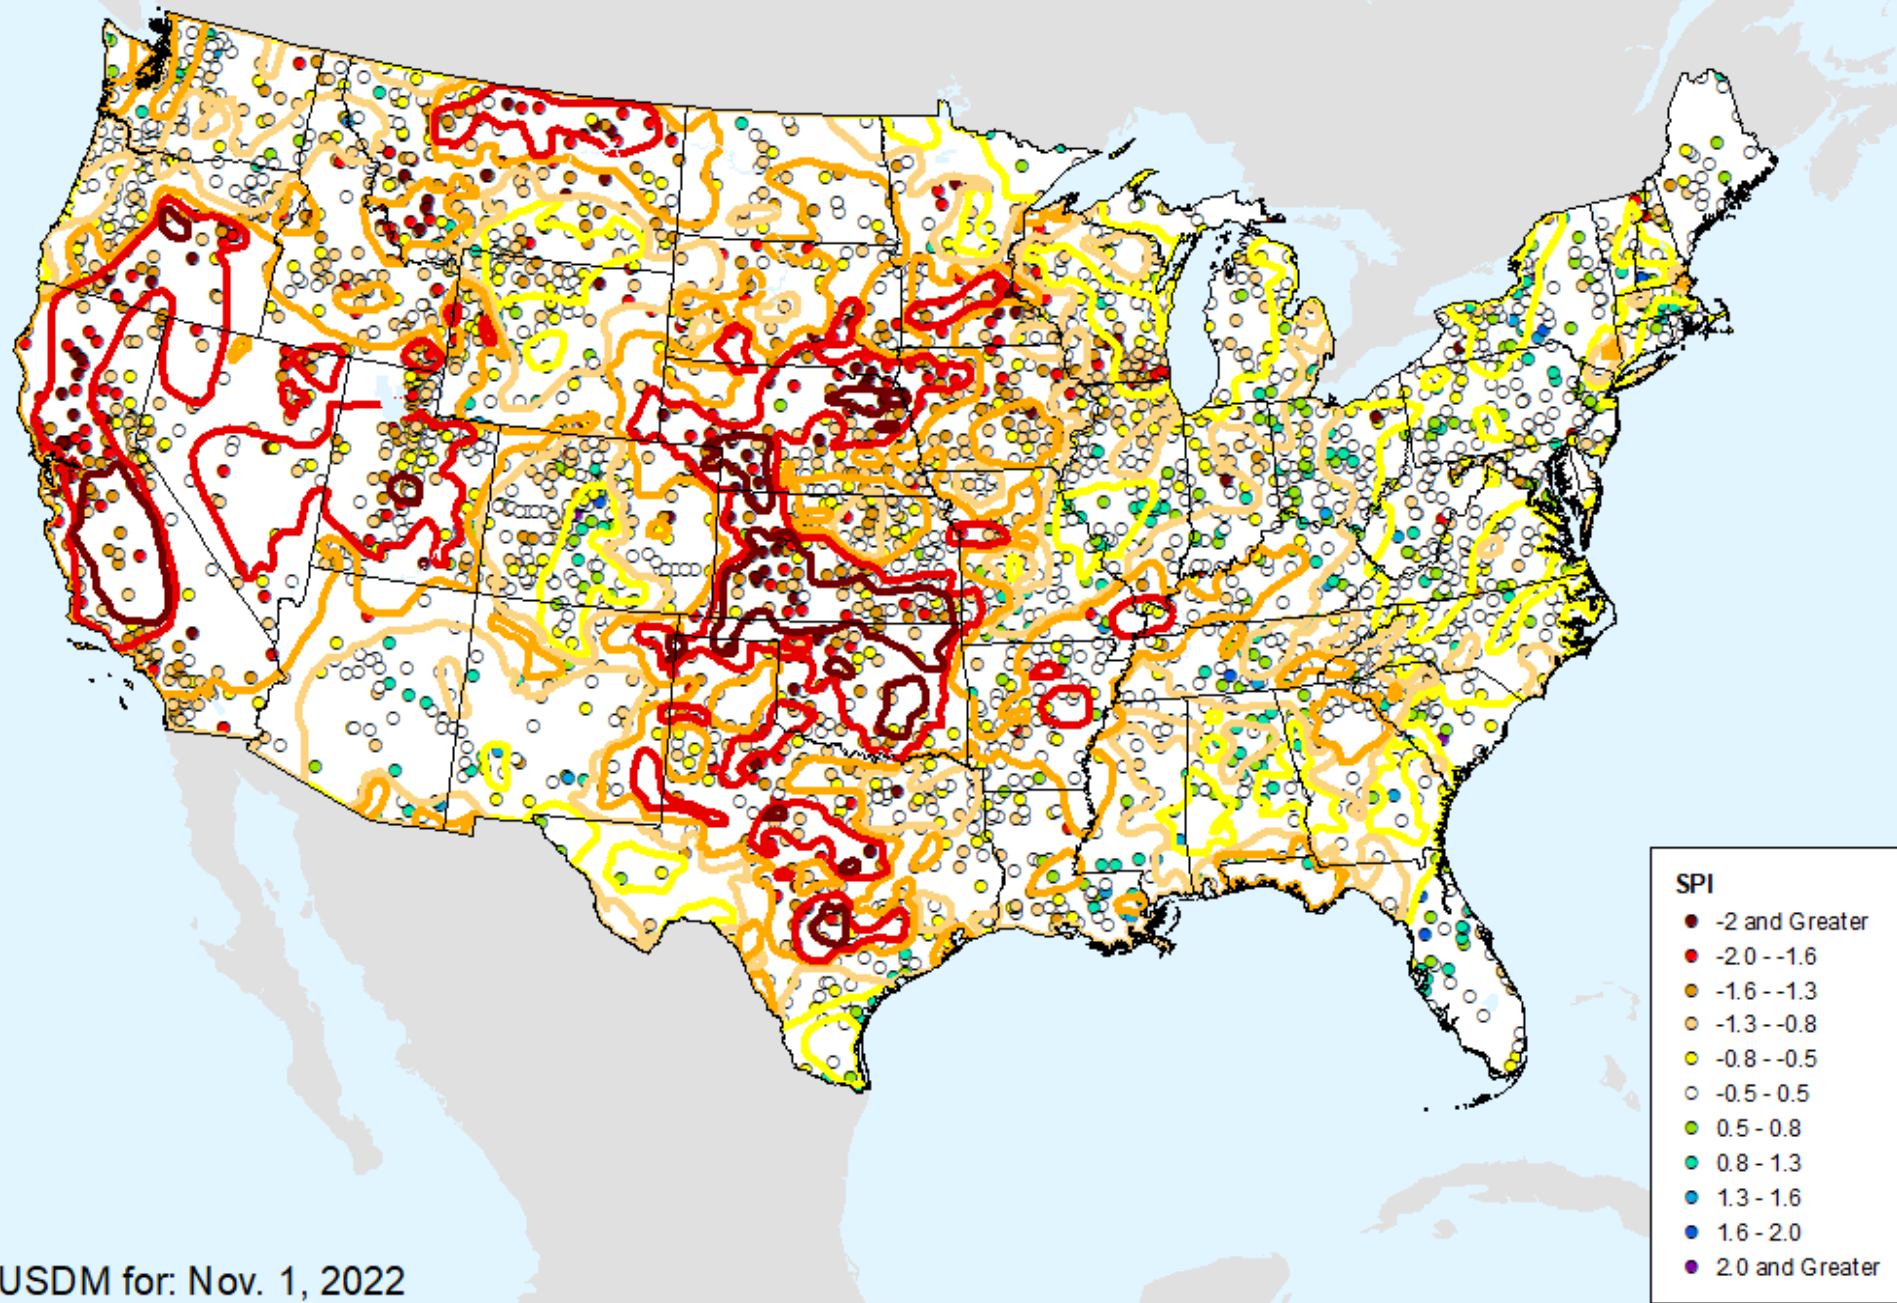 SPI
-2 and Greater
-2.0 - -1.6
-1.6 - -1.3
-1.3 - -0.8
-0.8 - -0.5
-0.5 - 0.5
0.5 - 0.8
0.8 - 1.3
1.3 - 1.6
1.6 - 2.0
2.0 and Greater
USDM for: Nov. 1, 2022